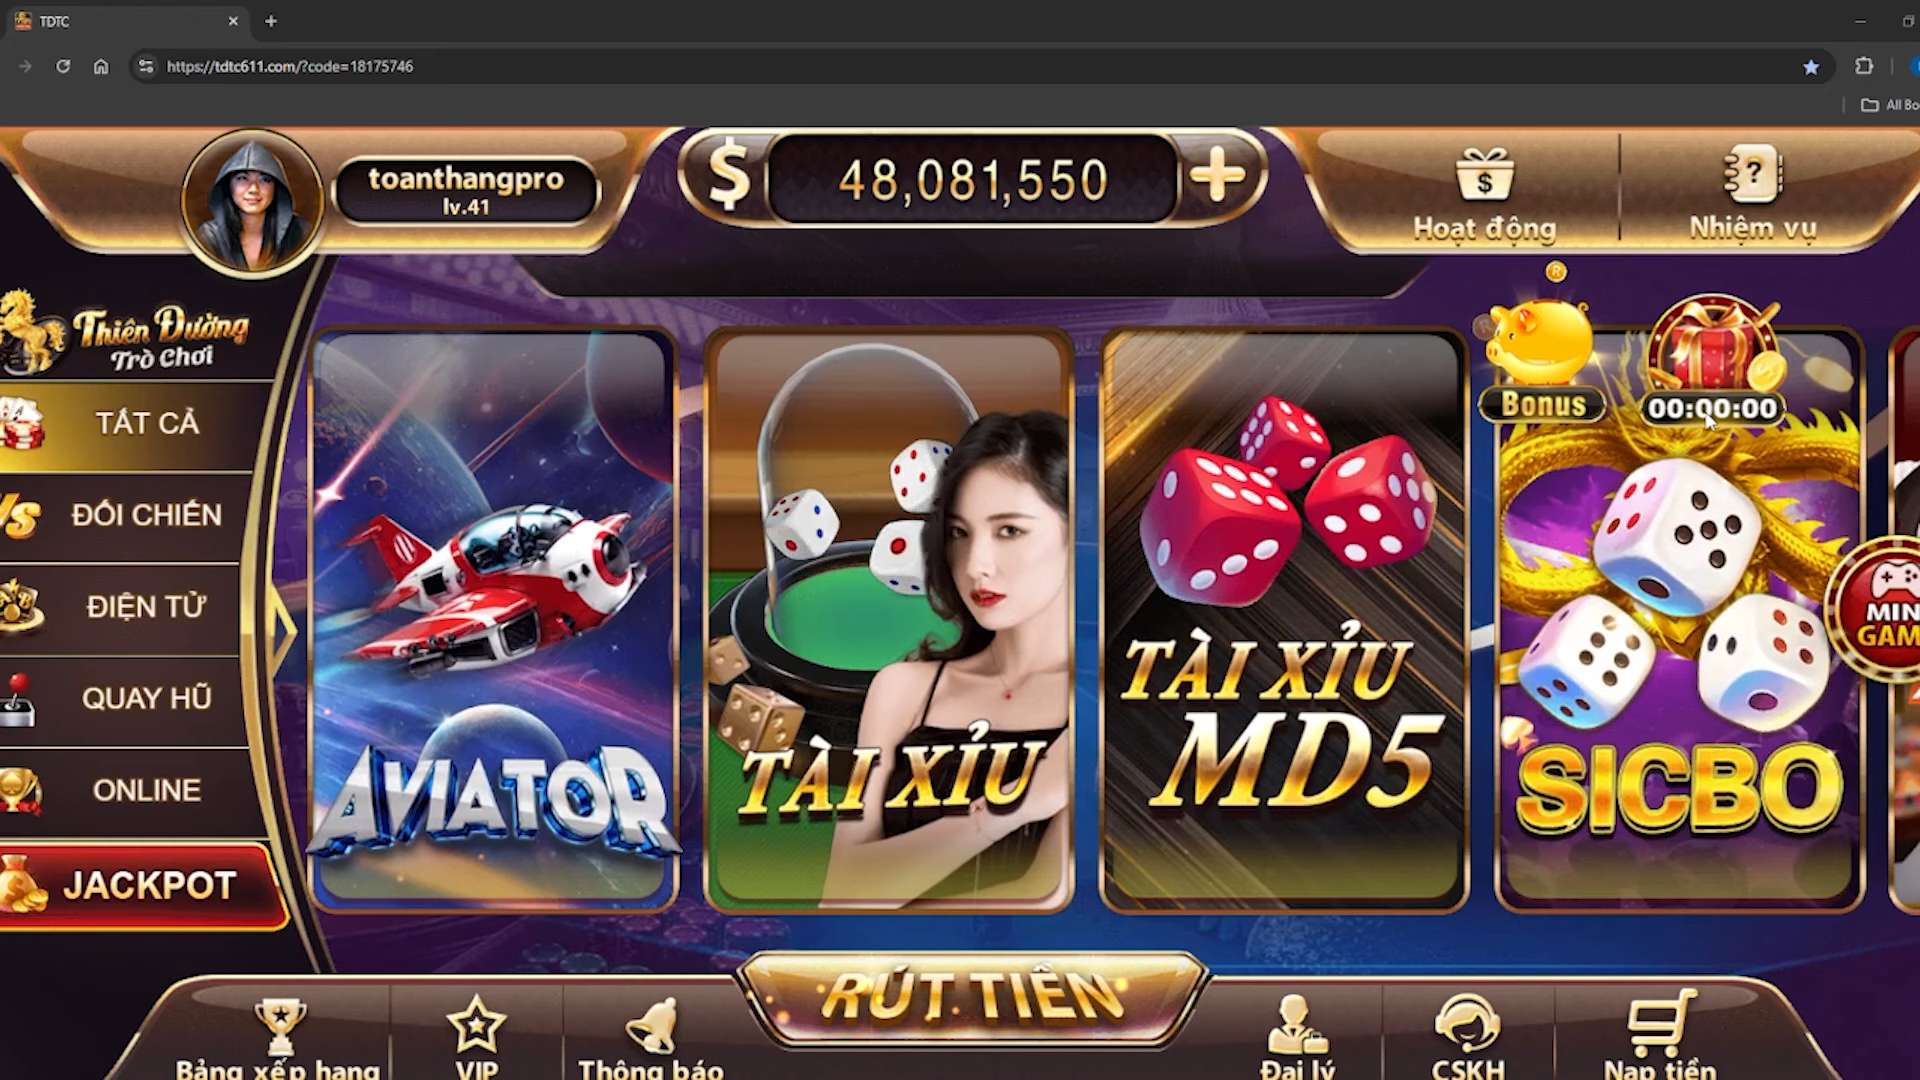 TDTC
https://tdtc611.com/?code=18175746
All Bo
toanthangpro
lv.41
$ 48,081,550 +
$
Hoạt động
?
Nhiệm vụ
Thiên Đường
Trò Chơi
TẤT CẢ
ĐỐI CHIẾN
ĐIỆN TỬ
QUAY HŨ
ONLINE
JACKPOT
AVIATOR
TÀI XỈU
TÀI XỈU
MD5
Bonus
00:00:00
SICBO
MINI
GAM
RÚT TIỀN
Bảng xếp hạng
VIP
Thông báo
Đại lý
CSKH
Nạp tiền